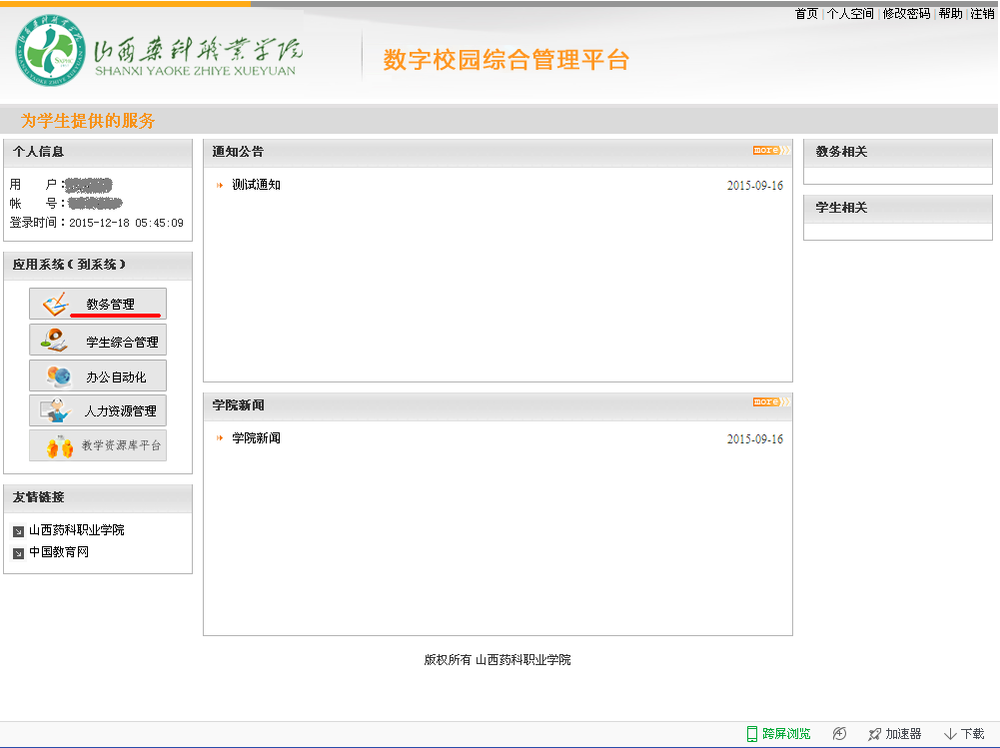 首页 | 个人空间 | 修改密码 | 帮助 | 注销
山西药科职业学院
SHANXI YAOKE ZHIYE XUEYUAN
数字校园综合管理平台
为学生提供的服务
个人信息
用 户：
帐 号：
登录时间：2015-12-18 05:45:09
应用系统（到系统）
教务管理
学生综合管理
办公自动化
人力资源管理
教学资源库平台
友情链接
山西药科职业学院
中国教育网
通知公告 more
测试通知 2015-09-16
学院新闻 more
学院新闻 2015-09-16
教务相关
学生相关
版权所有 山西药科职业学院
跨屏浏览 加速器 下载